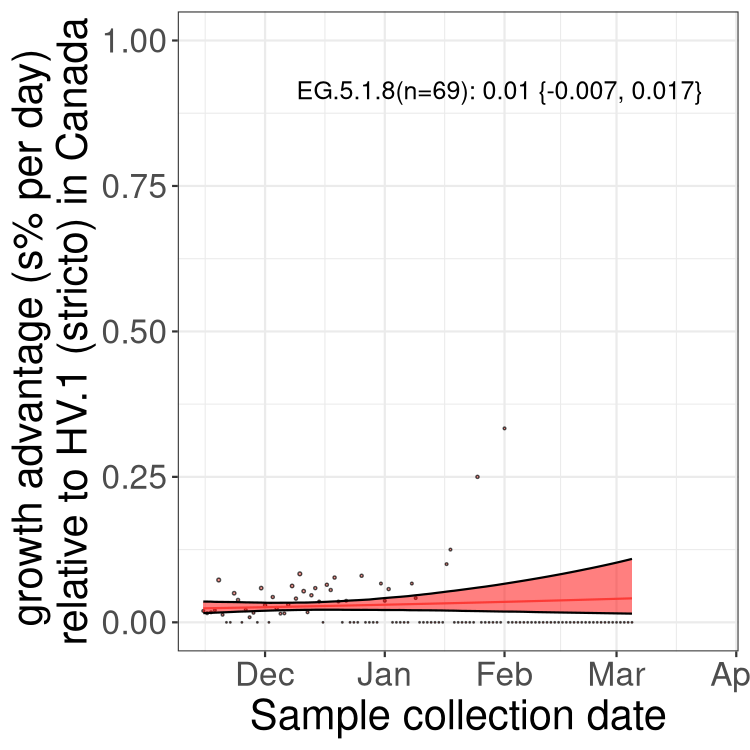 growth advantage (s% per day)
relative to HV.1 (stricto) in Canada
1.00
0.75
0.50
0.25
0.00
EG.5.1.8(n=69): 0.01 {-0.007, 0.017}
Dec Jan Feb Mar Ap
Sample collection date